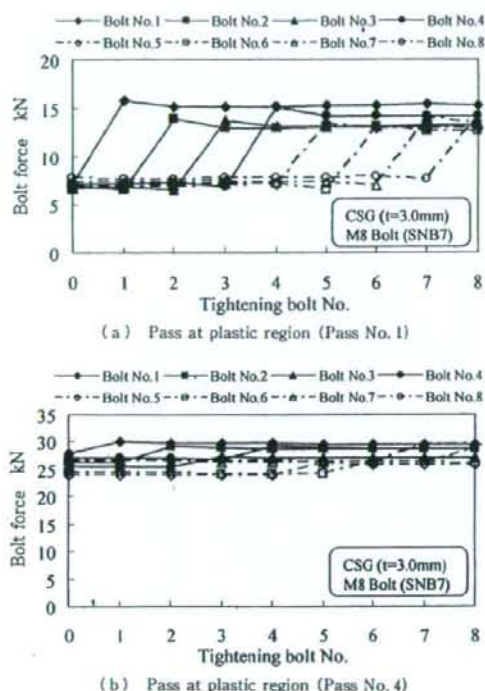 Bolt No.1 Bolt No.2 Bolt No.3 Bolt No.4
Bolt No.5 Bolt No.6 Bolt No.7 Bolt No.8
20
15
10
5
0
Bolt force kN
CSG (t=3.0mm)
M8 Bolt (SNB7)
0 1 2 3 4 5 6 7 8
Tightening bolt No.
(a) Pass at plastic region (Pass No. 1)
Bolt No.1 Bolt No.2 Bolt No.3 Bolt No.4
Bolt No.5 Bolt No.6 Bolt No.7 Bolt No.8
35
30
25
20
15
10
5
0
Bolt force kN
CSG (t=3.0mm)
M8 Bolt (SNB7)
0 1 2 3 4 5 6 7 8
Tightening bolt No.
(b) Pass at plastic region (Pass No. 4)